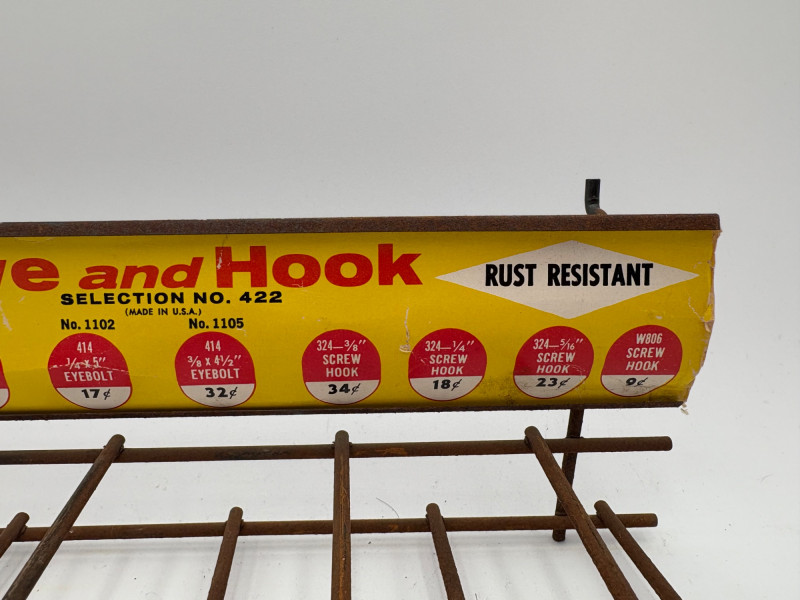 and Hook
SELECTION NO. 422
(MADE IN U.S.A.)
RUST RESISTANT
No. 1102
414
1/4 x 5"
EYEBOLT
17¢
No. 1105
414
3/8 x 4 1/2"
EYEBOLT
32¢
324—3/8"
SCREW
HOOK
34¢
324—1/4"
SCREW
HOOK
18¢
324—5/16"
SCREW
HOOK
23¢
W806
SCREW
HOOK
9¢